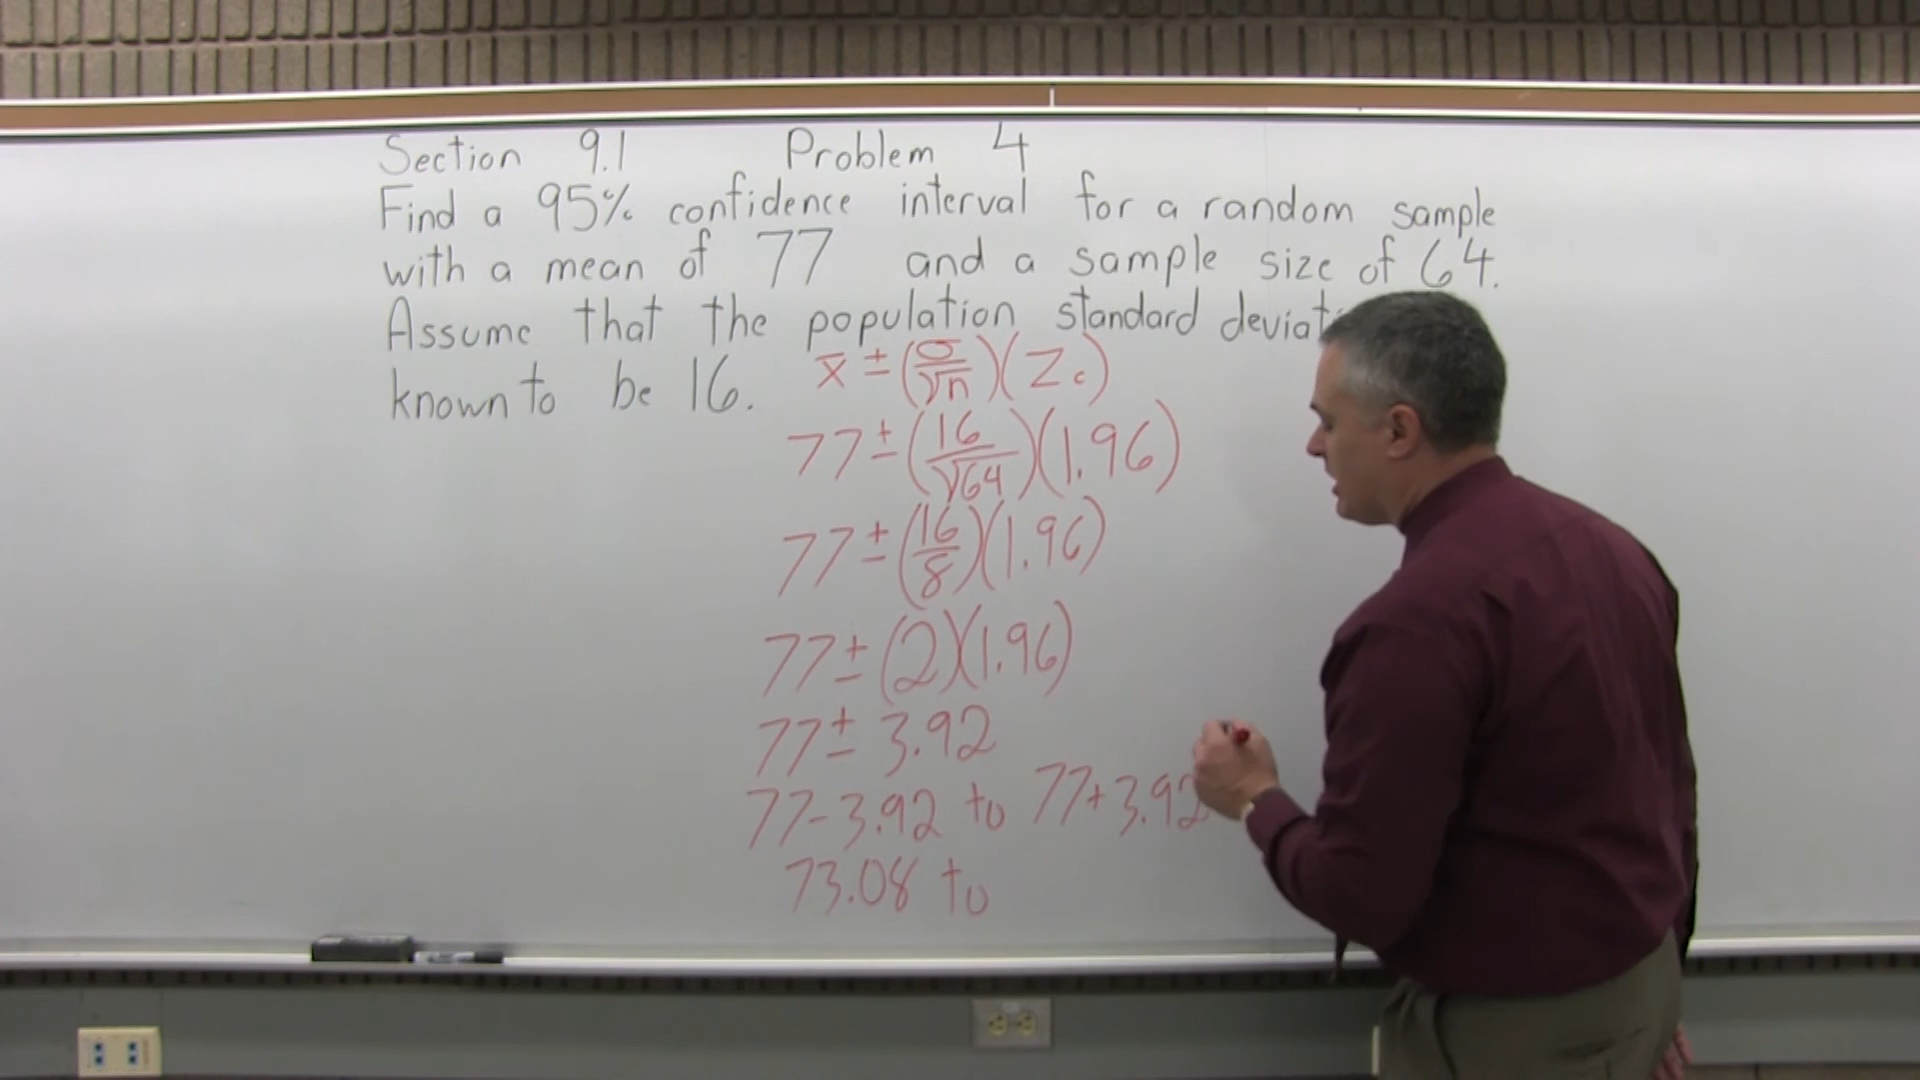 Section 9.1 Problem 4
Find a 95% confidence interval for a random sample
with a mean of 77 and a sample size of 64.
Assume that the population standard deviat
known to be 16.
x̄ ± (σ/√n)(Zc)
77 ± (16/√64)(1.96)
77 ± (16/8)(1.96)
77 ± (2)(1.96)
77 ± 3.92
77-3.92 to 77+3.92
73.08 to